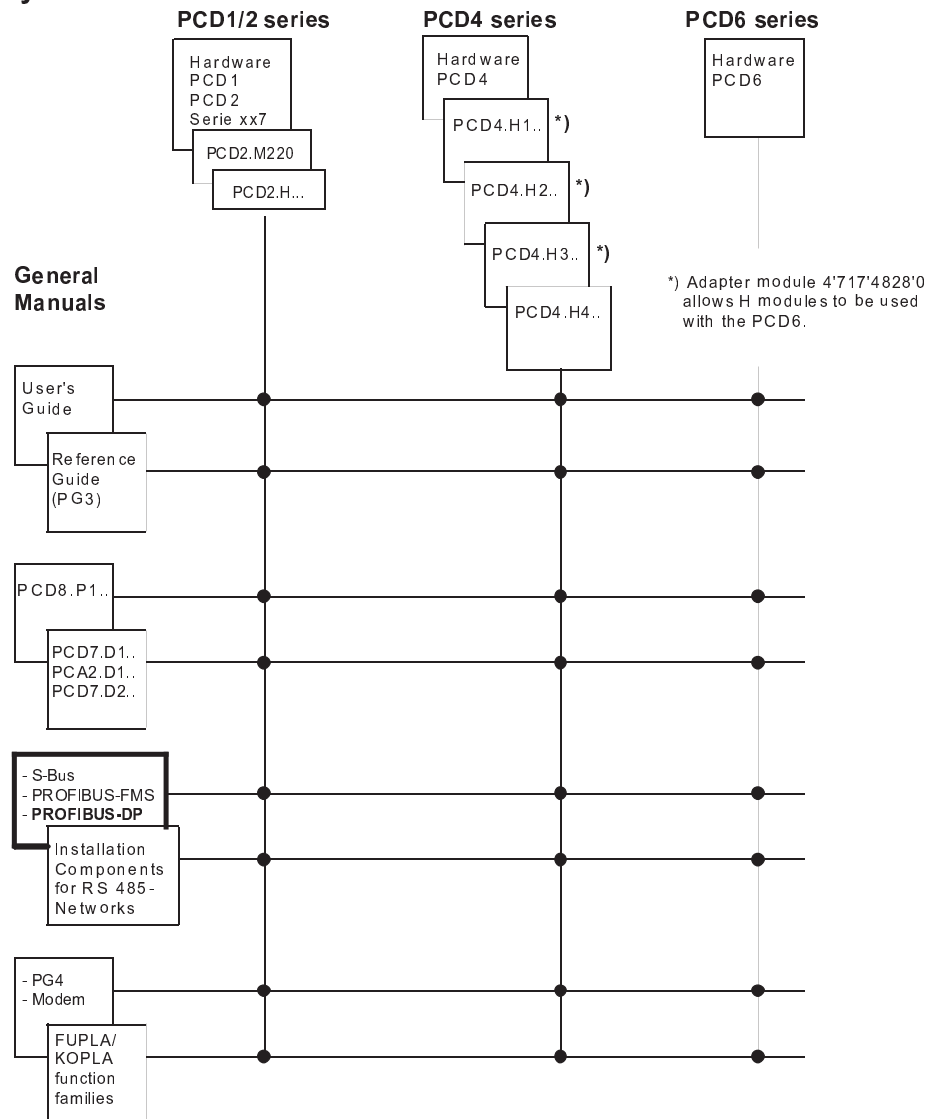 PCD1/2 series
PCD4 series
PCD6 series
Hardware
PCD1
PCD2
Serie xx7
PCD2.M220
PCD2.H...
Hardware
PCD4
PCD4.H1.. *)
PCD4.H2.. *)
PCD4.H3.. *)
PCD4.H4..
Hardware
PCD6
*) Adapter module 4'717'4828'0
allows H modules to be used
with the PCD6.
General
Manuals
User's
Guide
Reference
Guide
(PG3)
PCD8.P1..
PCD7.D1..
PCA2.D1..
PCD7.D2..
- S-Bus
- PROFIBUS-FMS
- PROFIBUS-DP
Installation
Components
for RS 485-
Networks
- PG4
- Modem
FUPLA/
KOPLA
function
families